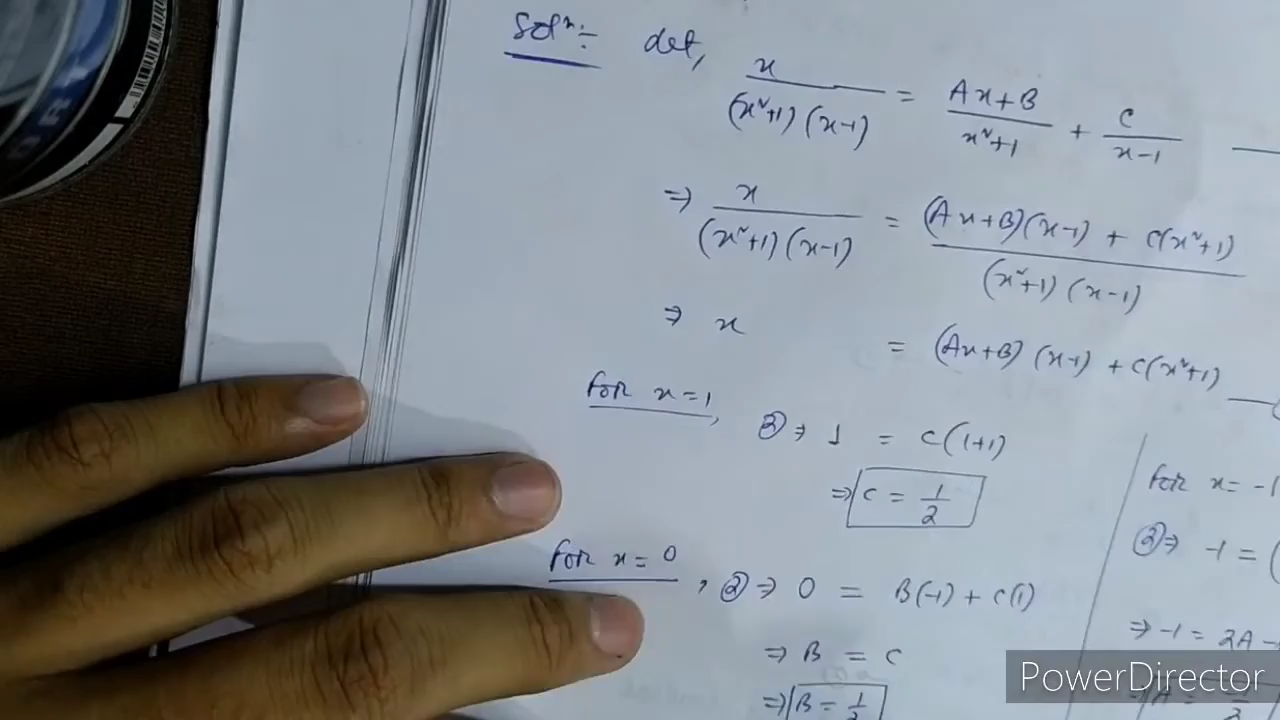 Solⁿ:- Let, x/((x²+1)(x-1)) = (Ax+B)/(x²+1) + C/(x-1) —
⇒ x/((x²+1)(x-1)) = ((Ax+B)(x-1) + C(x²+1))/((x²+1)(x-1))
⇒ x = (Ax+B)(x-1) + C(x²+1) —
for x=1, ② ⇒ 1 = C(1+1)
⇒ C = 1/2
for x=0, ② ⇒ 0 = B(-1) + C(1)
⇒ B = C
⇒ B = 1/2
for x=-1
② ⇒ -1 = (
⇒ -1 = 2A -
PowerDirector